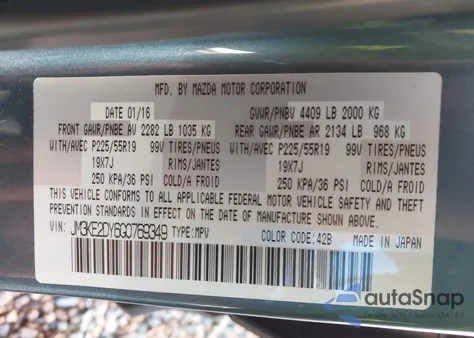 MFD. BY MAZDA MOTOR CORPORATION
DATE 01/16 GVWR/PNBV 4409 LB 2000 KG
FRONT GAWR/PNBE AV 2282 LB 1035 KG REAR GAWR/PNBE AR 2134 LB 968 KG
WITH/AVEC P225/55R19 99V TIRES/PNEUS WITH/AVEC P225/55R19 99V TIRES/PNEUS
19X7J RIMS/JANTES 19X7J RIMS/JANTES
250 KPA/36 PSI COLD/A FROID 250 KPA/36 PSI COLD/A FROID
THIS VEHICLE CONFORMS TO ALL APPLICABLE FEDERAL MOTOR VEHICLE SAFETY AND THEFT
PREVENTION STANDARDS IN EFFECT ON THE DATE OF MANUFACTURE SHOWN ABOVE.
VIN: JM3KE2DY6G0769349 TYPE:MPV COLOR CODE:42B MADE IN JAPAN
autoSnap